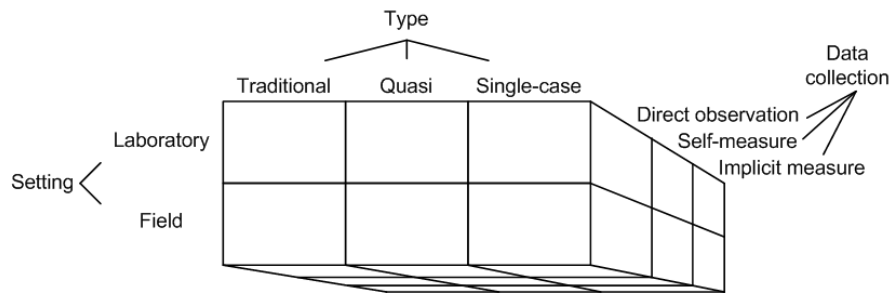 Type
Data
collection
Traditional Quasi Single-case
Direct observation
Self-measure
Laboratory
Implicit measure
Setting
Field